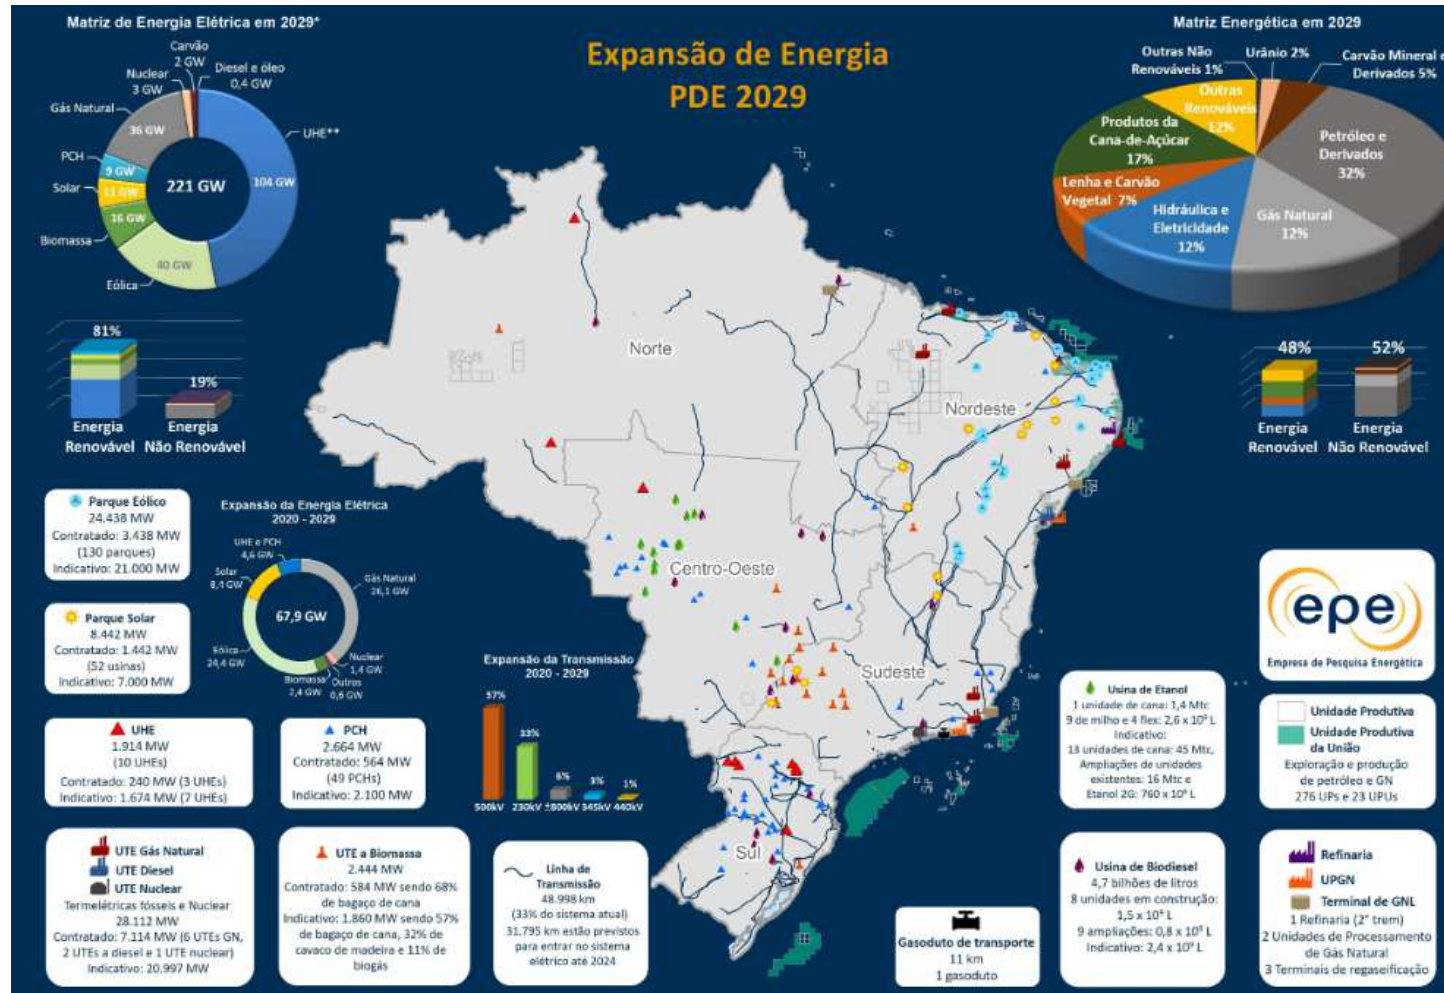 Matriz de Energia Elétrica em 2029*
Carvão
2 GW
Diesel e óleo
0,4 GW
Nuclear
3 GW
Gás Natural
36 GW
UHE**
PCH
9 GW
Solar
11 GW
221 GW
104 GW
16 GW
Biomassa
40 GW
Eólica
81%
19%
Energia
Renovável
Energia
Não Renovável
Expansão de Energia
PDE 2029
Matriz Energética em 2029
Outras Não
Renováveis 1%
Urânio 2%
Carvão Mineral e
Derivados 5%
Outras
Renováveis
12%
Produtos da
Cana-de-Açúcar
17%
Petróleo e
Derivados
32%
Lenha e Carvão
Vegetal 7%
Hidráulica e
Eletricidade
12%
Gás Natural
12%
48%
52%
Energia
Renovável
Energia
Não Renovável
Norte
Nordeste
Centro-Oeste
Sudeste
Sul
Parque Eólico
24.438 MW
Contratado: 3.438 MW
(130 parques)
Indicativo: 21.000 MW
Parque Solar
8.442 MW
Contratado: 1.442 MW
(52 usinas)
Indicativo: 7.000 MW
Expansão da Energia Elétrica
2020 - 2029
UHE e PCH
4,6 GW
Solar
8,4 GW
Gás Natural
26,1 GW
67,9 GW
Eólica
24,4 GW
Biomassa
2,4 GW
Outros
0,6 GW
Nuclear
1,4 GW
UHE
1.914 MW
(10 UHEs)
Contratado: 240 MW (3 UHEs)
Indicativo: 1.674 MW (7 UHEs)
PCH
2.664 MW
Contratado: 564 MW
(49 PCHs)
Indicativo: 2.100 MW
Expansão da Transmissão
2020 - 2029
57%
33%
6%
3%
1%
500kV
230kV
±800kV
345kV
440kV
UTE Gás Natural
UTE Diesel
UTE Nuclear
Termelétricas fósseis e Nuclear
28.112 MW
Contratado: 7.114 MW (6 UTEs GN,
2 UTEs a diesel e 1 UTE nuclear)
Indicativo: 20.997 MW
UTE a Biomassa
2.444 MW
Contratado: 584 MW sendo 68%
de bagaço de cana
Indicativo: 1.860 MW sendo 57%
de bagaço de cana, 32% de
cavaco de madeira e 11% de
biogás
Linha de
Transmissão
48.998 km
(33% do sistema atual)
31.795 km estão previstos
para entrar no sistema
elétrico até 2024
Gasoduto de transporte
11 km
1 gasoduto
Usina de Etanol
1 unidade de cana: 1,4 Mtc
9 de milho e 4 flex: 2,6 x 10⁹ L
Indicativo:
13 unidades de cana: 45 Mtc,
Ampliações de unidades
existentes: 16 Mtc e
Etanol 2G: 760 x 10⁶ L
Usina de Biodiesel
4,7 bilhões de litros
8 unidades em construção:
9 ampliações:
Indicativo: 2,4 x 10⁹ L
epe
Empresa de Pesquisa Energética
Unidade Produtiva
Unidade Produtiva
da União
Exploração e produção
de petróleo e GN
276 UPs e 23 UPUs
Refinaria
UPGN
Terminal de GNL
1 Refinaria (2° trem)
2 Unidades de Processamento
de Gás Natural
3 Terminais de regaseificação